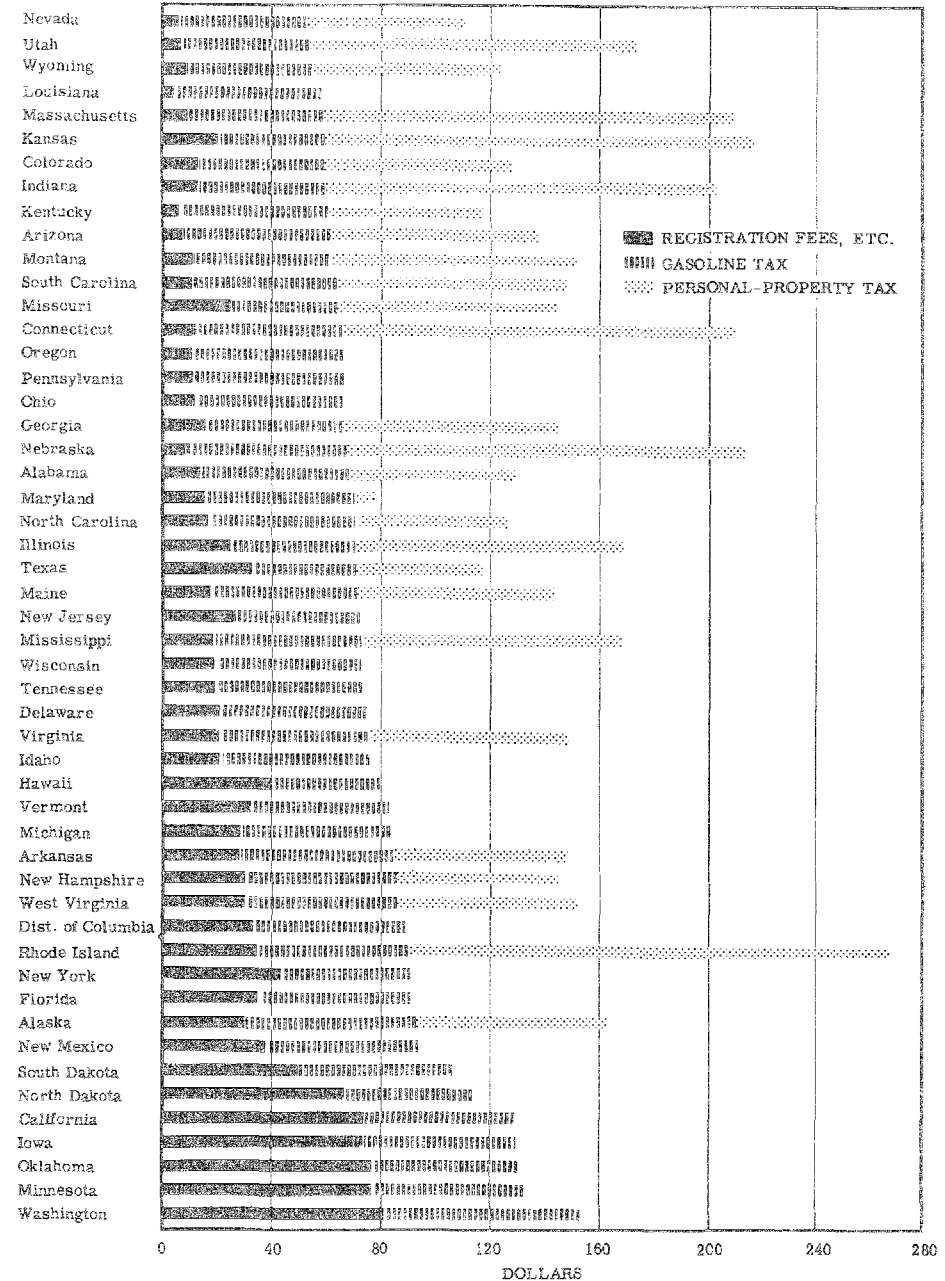 Nevada
Utah
Wyoming
Louisiana
Massachusetts
Kansas
Colorado
Indiana
Kentucky
Arizona
Montana
South Carolina
Missouri
Connecticut
Oregon
Pennsylvania
Ohio
Georgia
Nebraska
Alabama
Maryland
North Carolina
Illinois
Texas
Maine
New Jersey
Mississippi
Wisconsin
Tennessee
Delaware
Virginia
Idaho
Hawaii
Vermont
Michigan
Arkansas
New Hampshire
West Virginia
Dist. of Columbia
Rhode Island
New York
Florida
Alaska
New Mexico
South Dakota
North Dakota
California
Iowa
Oklahoma
Minnesota
Washington
REGISTRATION FEES, ETC.
GASOLINE TAX
PERSONAL-PROPERTY TAX
0 40 80 120 160 200 240 280
DOLLARS